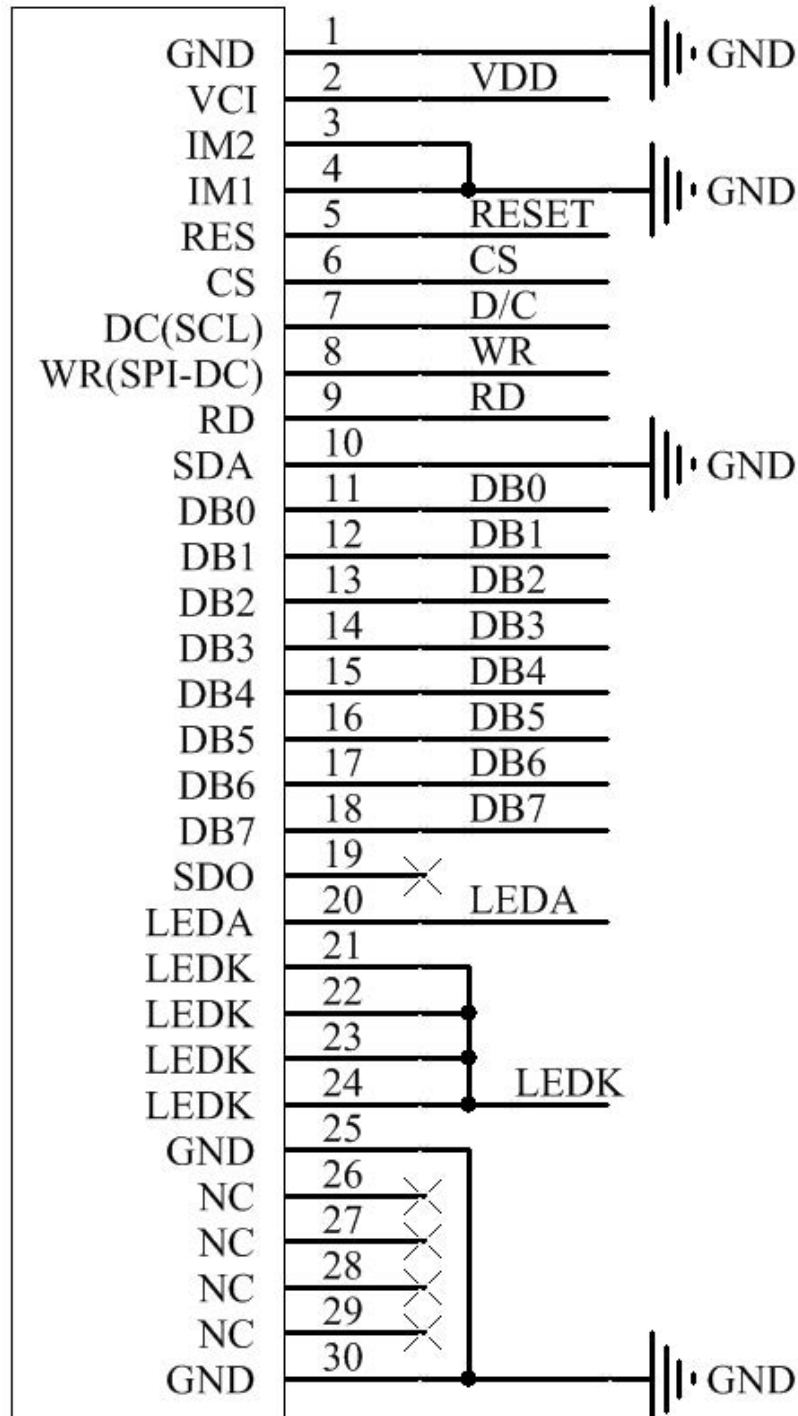 GND 1 GND
VCI 2 VDD
IM2 3
IM1 4 GND
RES 5 RESET
CS 6 CS
DC(SCL) 7 D/C
WR(SPI-DC) 8 WR
RD 9 RD
SDA 10 GND
DB0 11 DB0
DB1 12 DB1
DB2 13 DB2
DB3 14 DB3
DB4 15 DB4
DB5 16 DB5
DB6 17 DB6
DB7 18 DB7
SDO 19
LEDA 20 LEDA
LEDK 21
LEDK 22
LEDK 23
LEDK 24 LEDK
GND 25
NC 26
NC 27
NC 28
NC 29
GND 30 GND